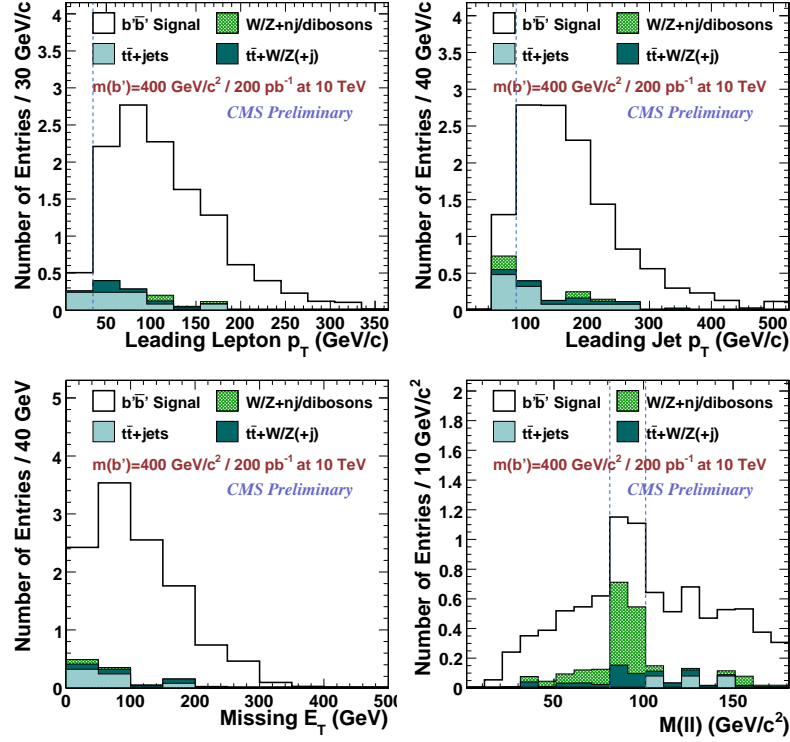 Number of Entries / 30 GeV/c
4
3.5
3
2.5
2
1.5
1
0.5
0
b'b̅' Signal
W/Z+nj/dibosons
tt̅+jets
tt̅+W/Z(+j)
m(b')=400 GeV/c² / 200 pb⁻¹ at 10 TeV
CMS Preliminary
50 100 150 200 250 300 350
Leading Lepton p_T (GeV/c)
Number of Entries / 40 GeV/c
4
3.5
3
2.5
2
1.5
1
0.5
0
b'b̅' Signal
W/Z+nj/dibosons
tt̅+jets
tt̅+W/Z(+j)
m(b')=400 GeV/c² / 200 pb⁻¹ at 10 TeV
CMS Preliminary
100 200 300 400 500
Leading Jet p_T (GeV/c)
Number of Entries / 40 GeV
5
4
3
2
1
0
b'b̅' Signal
W/Z+nj/dibosons
tt̅+jets
tt̅+W/Z(+j)
m(b')=400 GeV/c² / 200 pb⁻¹ at 10 TeV
CMS Preliminary
0 100 200 300 400 500
Missing E_T (GeV)
Number of Entries / 10 GeV/c²
2
1.8
1.6
1.4
1.2
1
0.8
0.6
0.4
0.2
0
b'b̅' Signal
W/Z+nj/dibosons
tt̅+jets
tt̅+W/Z(+j)
m(b')=400 GeV/c² / 200 pb⁻¹ at 10 TeV
CMS Preliminary
50 100 150
M(ll) (GeV/c²)